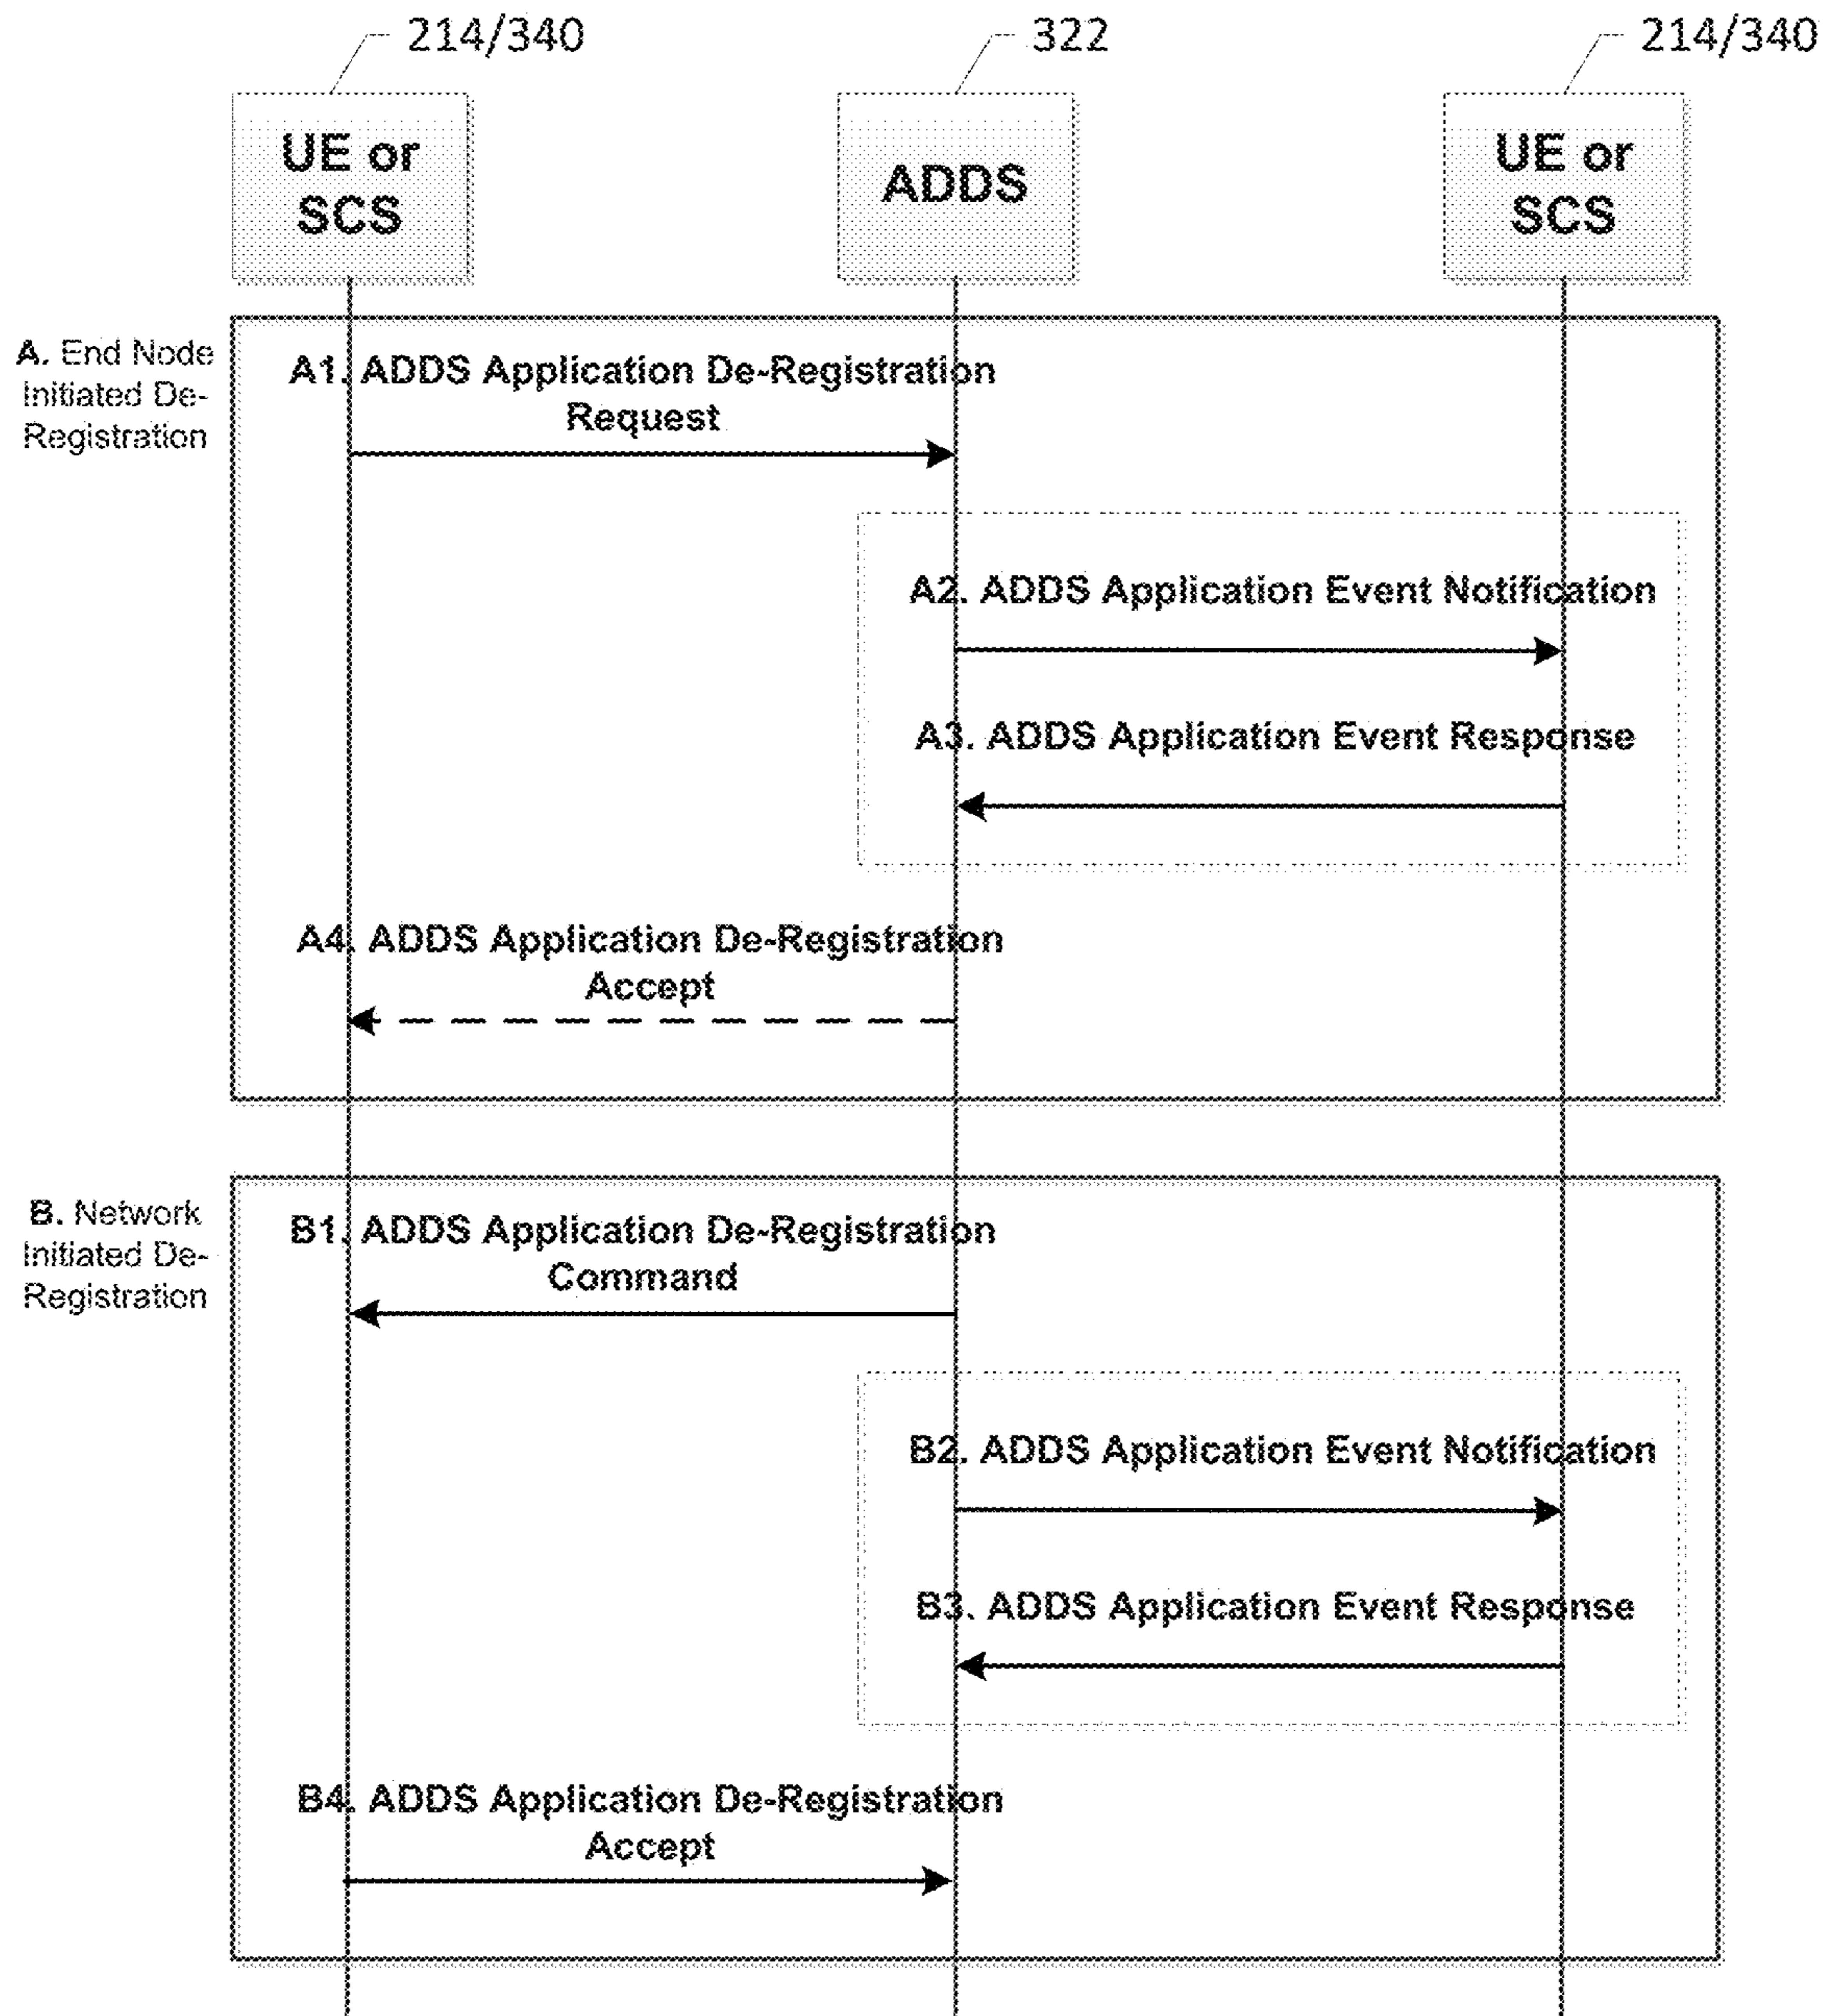 214/340
322
214/340
UE or
SCS
ADDS
UE or
SCS
A. End Node
Initiated De-
Registration
A1. ADDS Application De-Registration
Request
A2. ADDS Application Event Notification
A3. ADDS Application Event Response
A4. ADDS Application De-Registration
Accept
B. Network
Initiated De-
Registration
B1. ADDS Application De-Registration
Command
B2. ADDS Application Event Notification
B3. ADDS Application Event Response
B4. ADDS Application De-Registration
Accept